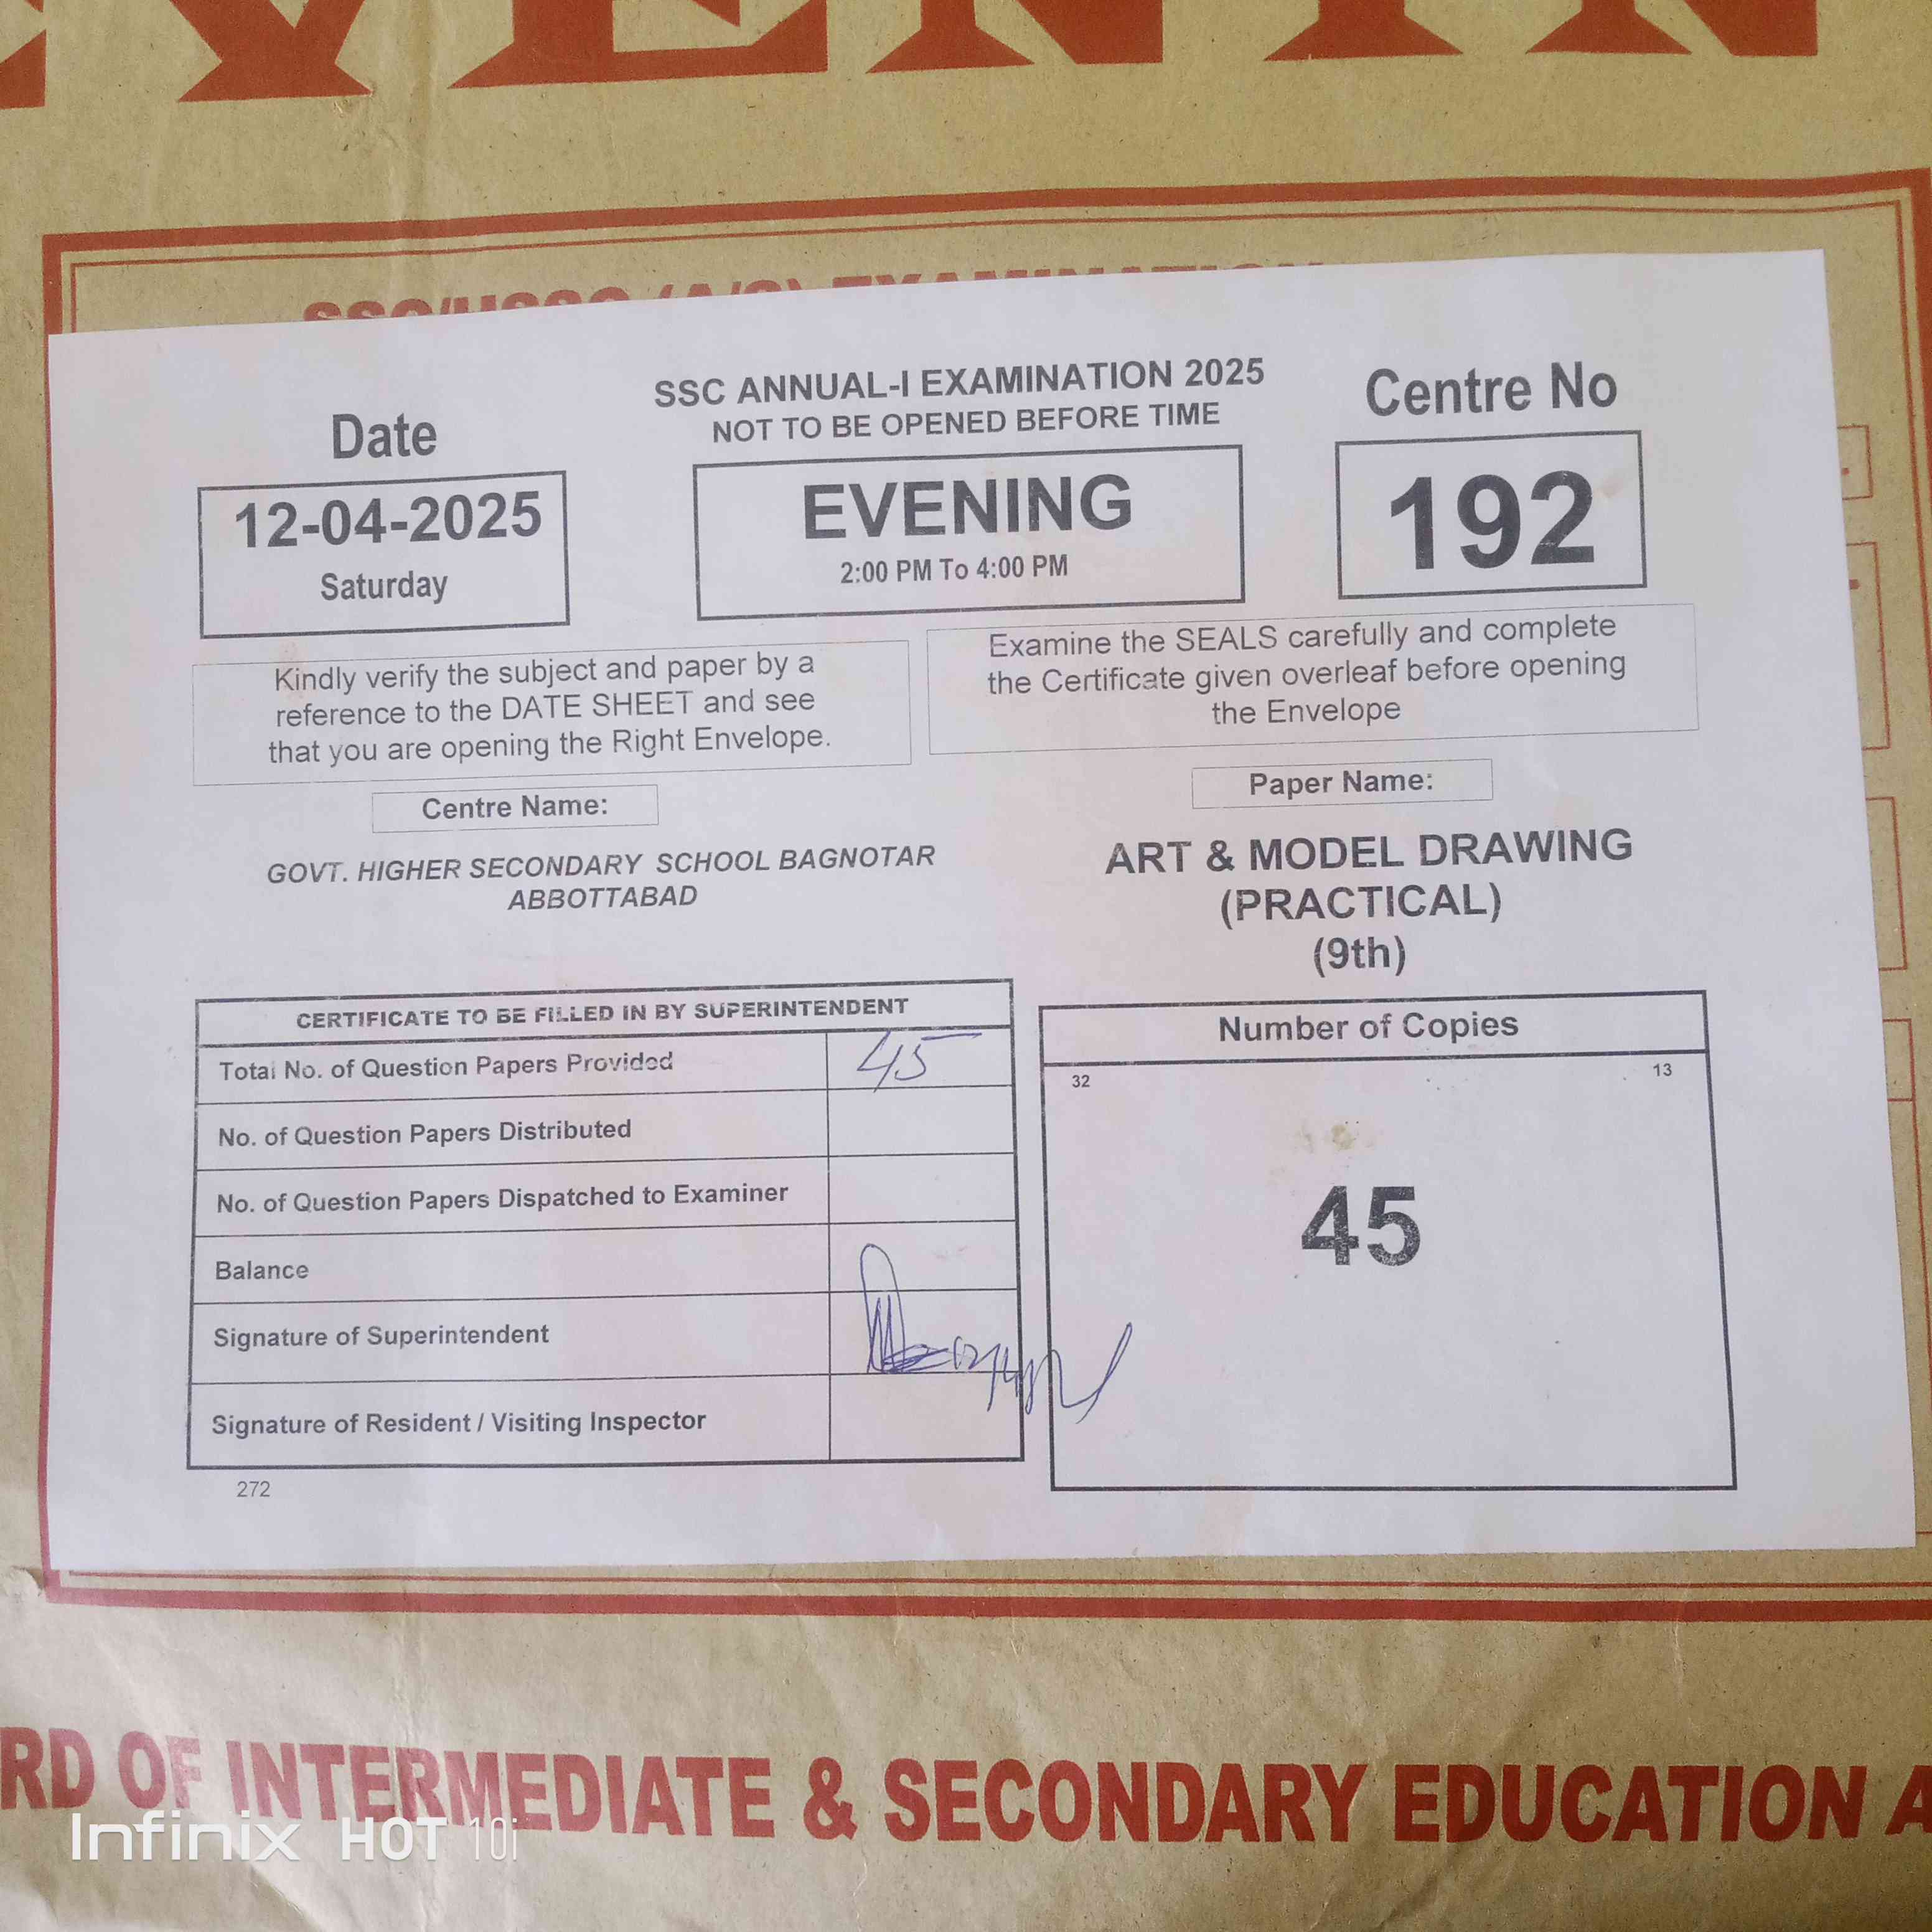 EVENIN
SSC/HSSC (A/S) EXAMINATION
SSC ANNUAL-I EXAMINATION 2025
NOT TO BE OPENED BEFORE TIME
Date
12-04-2025
Saturday
EVENING
2:00 PM To 4:00 PM
Centre No
192
Kindly verify the subject and paper by a
reference to the DATE SHEET and see
that you are opening the Right Envelope.
Examine the SEALS carefully and complete
the Certificate given overleaf before opening
the Envelope
Centre Name:
GOVT. HIGHER SECONDARY SCHOOL BAGNOTAR
ABBOTTABAD
Paper Name:
ART & MODEL DRAWING
(PRACTICAL)
(9th)
CERTIFICATE TO BE FILLED IN BY SUPERINTENDENT
Total No. of Question Papers Provided 45
No. of Question Papers Distributed
No. of Question Papers Dispatched to Examiner
Balance
Signature of Superintendent
Signature of Resident / Visiting Inspector
272
Number of Copies
32 13
45
RD OF INTERMEDIATE & SECONDARY EDUCATION A
Infinix HOT 10i